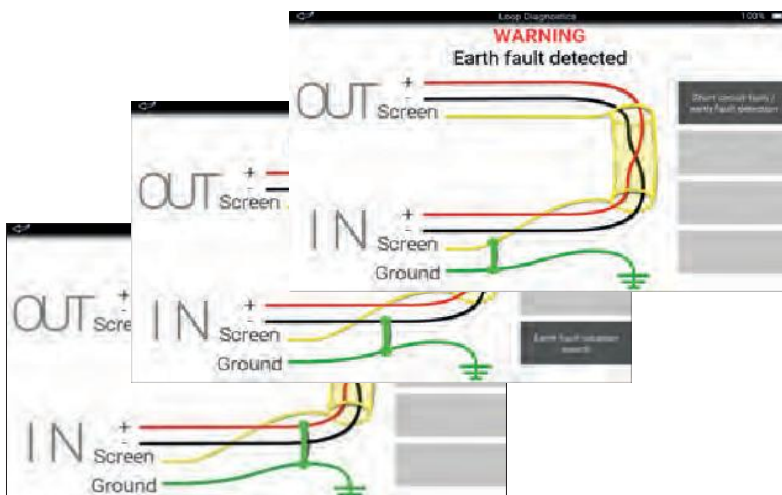 Loop Diagnostics 100%
WARNING
Earth fault detected
OUT
+
-
Screen
Short circuit fault /
earth fault detection
IN
+
-
Screen
Ground
OUT
+
-
Screen
IN
+
-
Screen
Ground
Earth fault location
search
OUT
+
-
Scre
IN
+
-
Screen
Ground